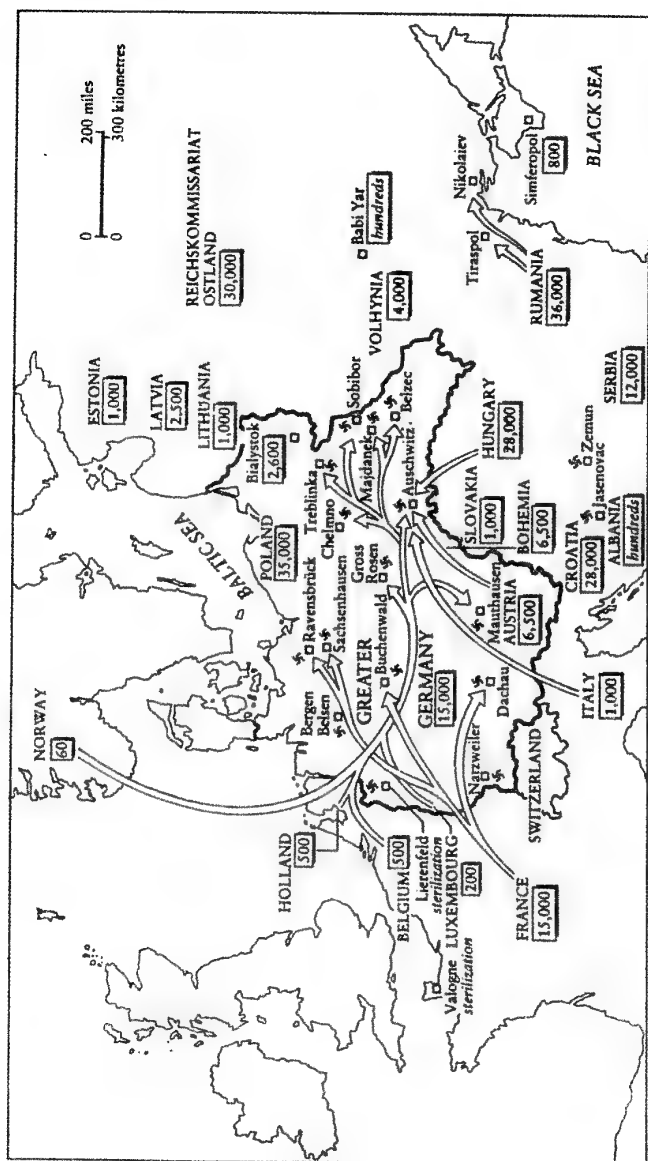 200 miles
0
300 kilometres
0
NORWAY
60
ESTONIA
1,000
LATVIA
2,500
LITHUANIA
1,000
REICHSKOMMISSARIAT
OSTLAND
30,000
BALTIC SEA
Bialystok
2,600
POLAND
35,000
HOLLAND
500
Bergen
Belsen
Ravensbrück
Sachsenhausen
Treblinka
Chelmno
Sobibor
Majdanek
Belzec
VOLHYNIA
4,000
Babi Yar
hundreds
GREATER
GERMANY
15,000
Buchenwald
Gross
Rosen
Auschwitz
BELGIUM
500
Lierenfeld
sterilization
LUXEMBOURG
200
Valogne
sterilization
FRANCE
15,000
Narzweiler
Dachau
SWITZERLAND
Mauthausen
AUSTRIA
6,500
SLOVAKIA
1,000
BOHEMIA
6,500
HUNGARY
28,000
ITALY
1,000
CROATIA
28,000
ALBANIA
hundreds
Jasenovac
Zemun
SERBIA
12,000
RUMANIA
36,000
Tiraspol
Nikolaiev
Simferopol
800
BLACK SEA